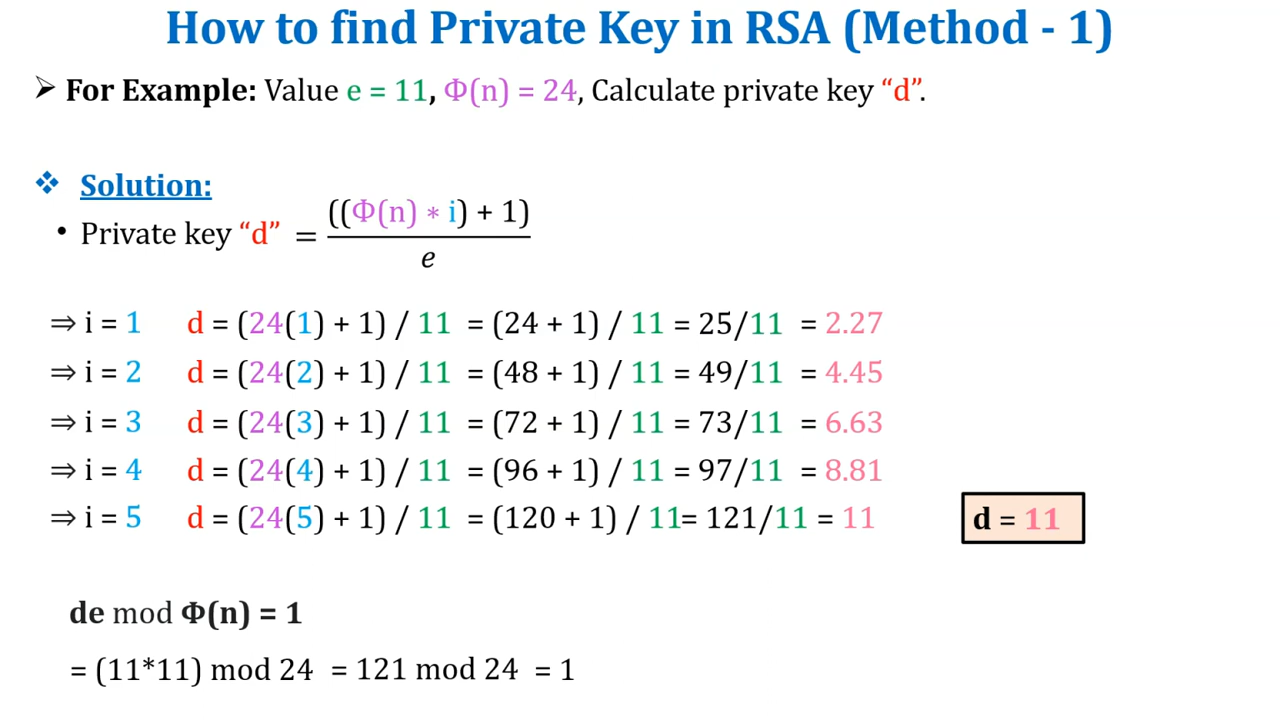 How to find Private Key in RSA (Method - 1)
➢ For Example: Value e = 11, Φ(n) = 24, Calculate private key “d”.
❖ Solution:
• Private key “d” = ((Φ(n) ∗ i) + 1) / e
⇒ i = 1 d = (24(1) + 1) / 11 = (24 + 1) / 11 = 25/11 = 2.27
⇒ i = 2 d = (24(2) + 1) / 11 = (48 + 1) / 11 = 49/11 = 4.45
⇒ i = 3 d = (24(3) + 1) / 11 = (72 + 1) / 11 = 73/11 = 6.63
⇒ i = 4 d = (24(4) + 1) / 11 = (96 + 1) / 11 = 97/11 = 8.81
⇒ i = 5 d = (24(5) + 1) / 11 = (120 + 1) / 11= 121/11 = 11
d = 11
de mod Φ(n) = 1
= (11*11) mod 24 = 121 mod 24 = 1